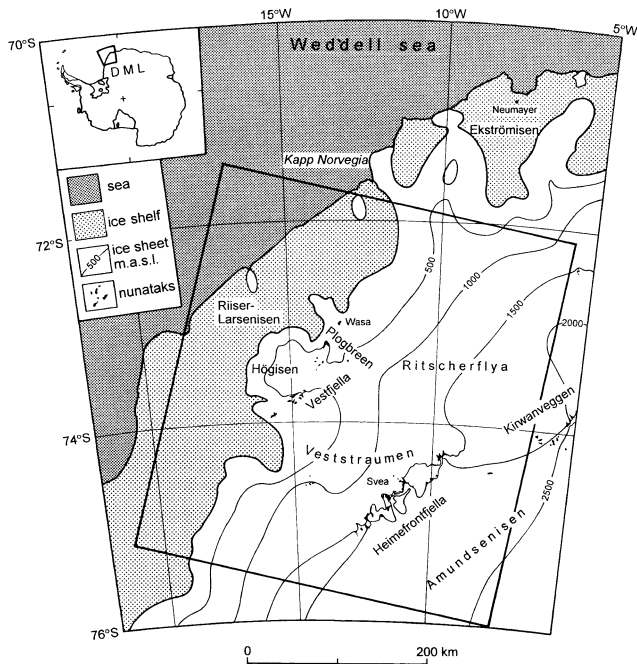 15°W
10°W
5°W
70°S
Weddell sea
DML
Neumayer
Ekströmisen
Kapp Norvegia
sea
ice shelf
500
ice sheet
m.a.s.l.
nunataks
72°S
500
1000
1500
2000
Riiser-
Larsenisen
Wasa
Plogbreen
Högisen
Ritscherflya
Vestfjella
Kirwanveggen
74°S
Veststraumen
Svea
2500
Heimefrontfjella
Amundsenisen
76°S
0
200 km